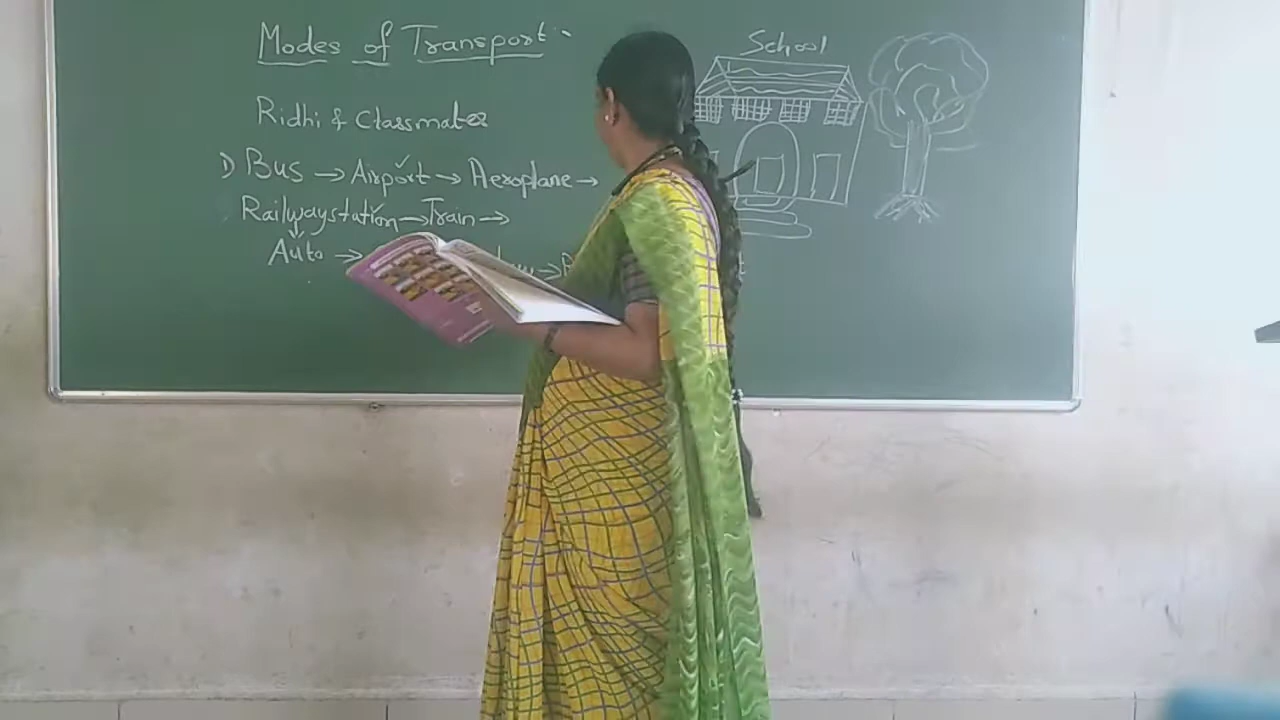 Modes of Transport:-
School
Ridhi & Classmates
1) Bus → Airport → Aeroplane →
Railwaystation → Train →
Auto →